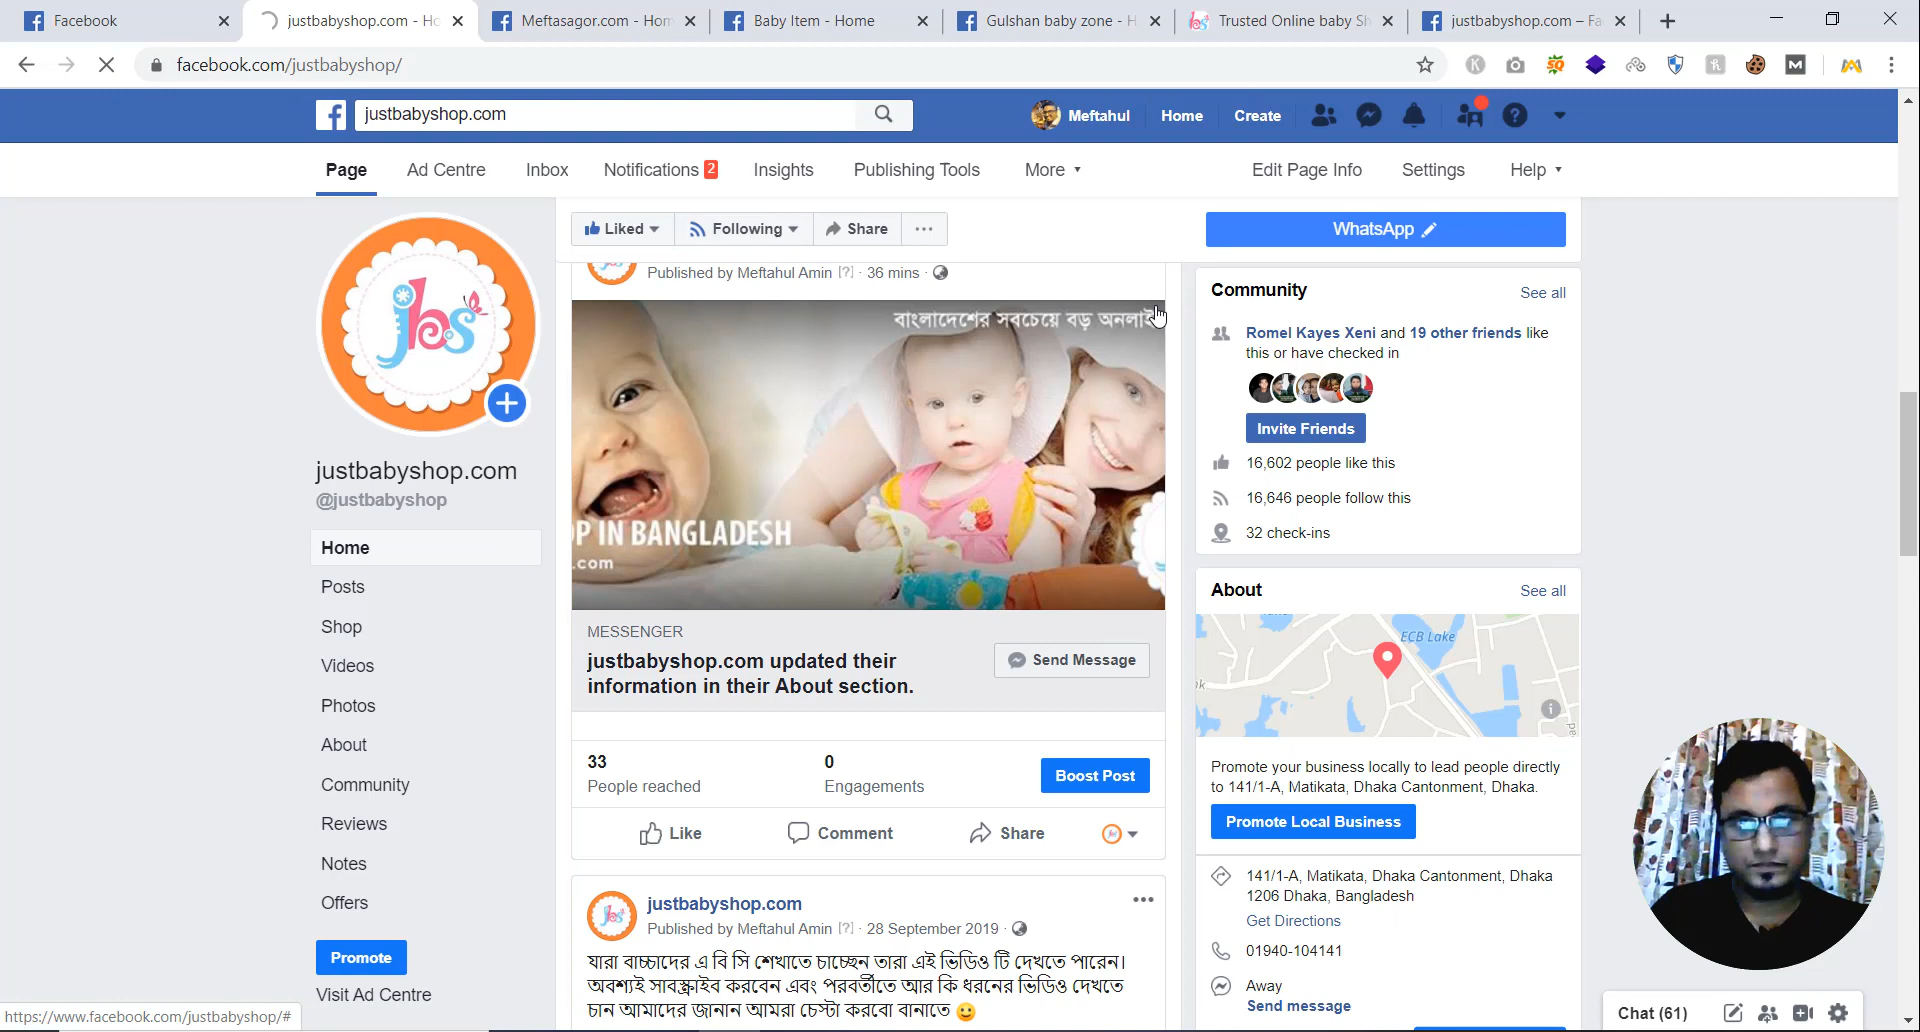 Facebook
justbabyshop.com - Ho
Meftasagor.com - Hom
Baby Item - Home
Gulshan baby zone - H
Trusted Online baby Sh
justbabyshop.com – Fa
facebook.com/justbabyshop/
justbabyshop.com
Meftahul
Home
Create
Page
Ad Centre
Inbox
Notifications 2
Insights
Publishing Tools
More
Edit Page Info
Settings
Help
Liked
Following
Share
WhatsApp
jbs
justbabyshop.com
@justbabyshop
Home
Posts
Shop
Videos
Photos
About
Community
Reviews
Notes
Offers
Promote
Visit Ad Centre
https://www.facebook.com/justbabyshop/#
Published by Meftahul Amin [?] · 36 mins ·
বাংলাদেশের সবচেয়ে বড় অনলাই
P IN BANGLADESH
.com
MESSENGER
justbabyshop.com updated their
information in their About section.
Send Message
33
People reached
0
Engagements
Boost Post
Like
Comment
Share
justbabyshop.com
Published by Meftahul Amin [?] · 28 September 2019 ·
যারা বাচ্চাদের এ বি সি শেখাতে চাচ্ছেন তারা এই ভিডিও টি দেখতে পারেন।
অবশ্যই সাবস্ক্রাইব করবেন এবং পরবর্তীতে আর কি ধরনের ভিডিও দেখতে
চান আমাদের জানান আমরা চেস্টা করবো বানাতে
Community
See all
Romel Kayes Xeni and 19 other friends like
this or have checked in
Invite Friends
16,602 people like this
16,646 people follow this
32 check-ins
About
See all
ECB Lake
Promote your business locally to lead people directly
to 141/1-A, Matikata, Dhaka Cantonment, Dhaka.
Promote Local Business
141/1-A, Matikata, Dhaka Cantonment, Dhaka
1206 Dhaka, Bangladesh
Get Directions
01940-104141
Away
Send message
Chat (61)